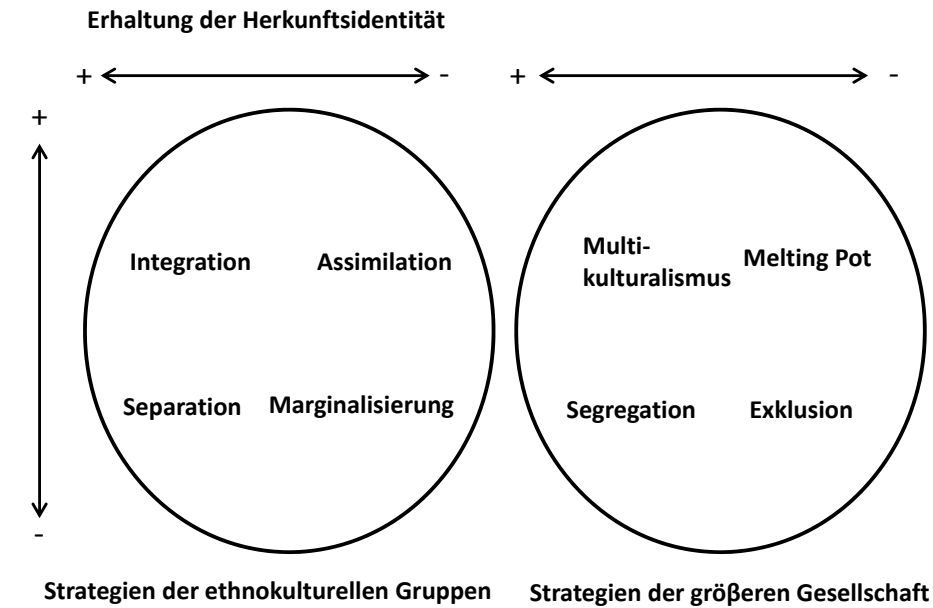 Erhaltung der Herkunftsidentität
+ - + -
+
Integration Assimilation
Multi-
kulturalismus
Melting Pot
Separation Marginalisierung
Segregation Exklusion
-
Strategien der ethnokulturellen Gruppen
Strategien der größeren Gesellschaft